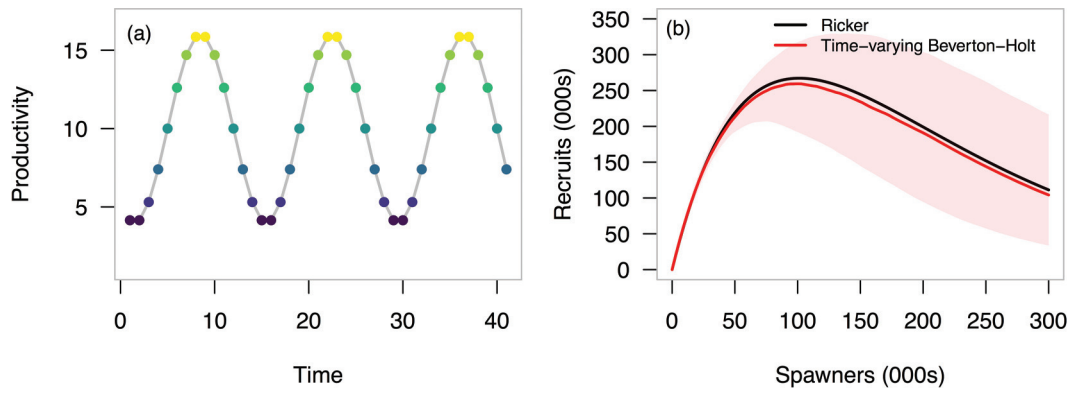 (a)
Productivity
15
10
5
0 10 20 30 40
Time
(b)
Ricker
Time−varying Beverton−Holt
Recruits (000s)
350
300
250
200
150
100
50
0
0 50 100 150 200 250 300
Spawners (000s)